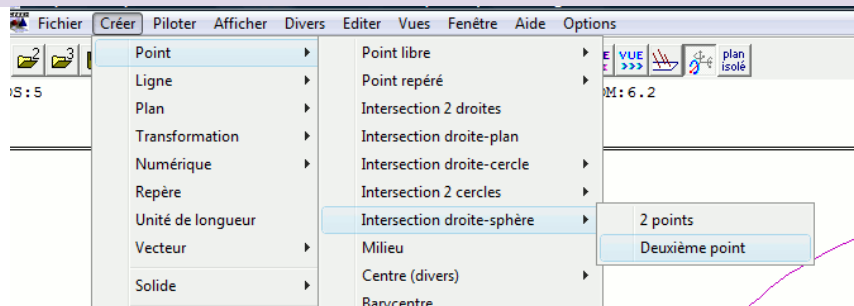 Fichier Créer Piloter Afficher Divers Editer Vues Fenêtre Aide Options
2 3 VUE >>> plan isolé
S:5 M:6.2
Point
Ligne
Plan
Transformation
Numérique
Repère
Unité de longueur
Vecteur
Solide
Point libre
Point repéré
Intersection 2 droites
Intersection droite-plan
Intersection droite-cercle
Intersection 2 cercles
Intersection droite-sphère
Milieu
Centre (divers)
Barycentre
2 points
Deuxième point